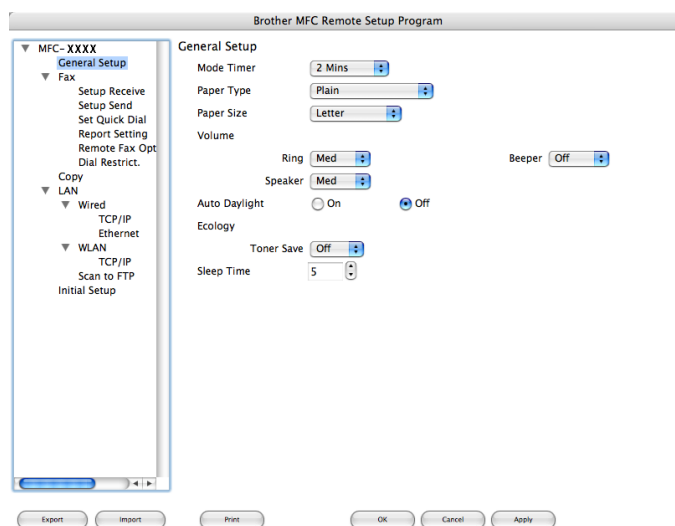 Brother MFC Remote Setup Program
MFC-XXXX
General Setup
Fax
Setup Receive
Setup Send
Set Quick Dial
Report Setting
Remote Fax Opt
Dial Restrict.
Copy
LAN
Wired
TCP/IP
Ethernet
WLAN
TCP/IP
Scan to FTP
Initial Setup
General Setup
Mode Timer 2 Mins
Paper Type Plain
Paper Size Letter
Volume
Ring Med Beeper Off
Speaker Med
Auto Daylight On Off
Ecology
Toner Save Off
Sleep Time 5
Export Import Print OK Cancel Apply